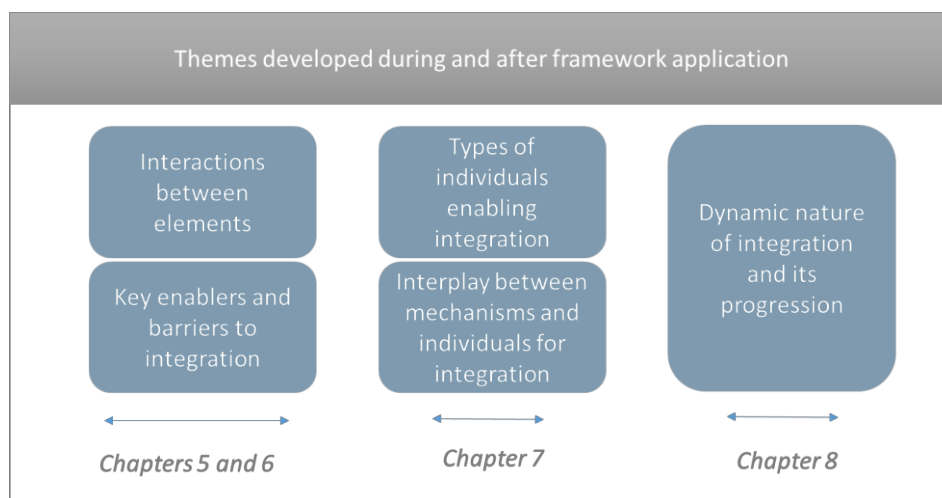 Themes developed during and after framework application
Interactions
between
elements
Key enablers and
barriers to
integration
Chapters 5 and 6
Types of
individuals
enabling
integration
Interplay between
mechanisms and
individuals for
integration
Chapter 7
Dynamic nature
of integration
and its
progression
Chapter 8